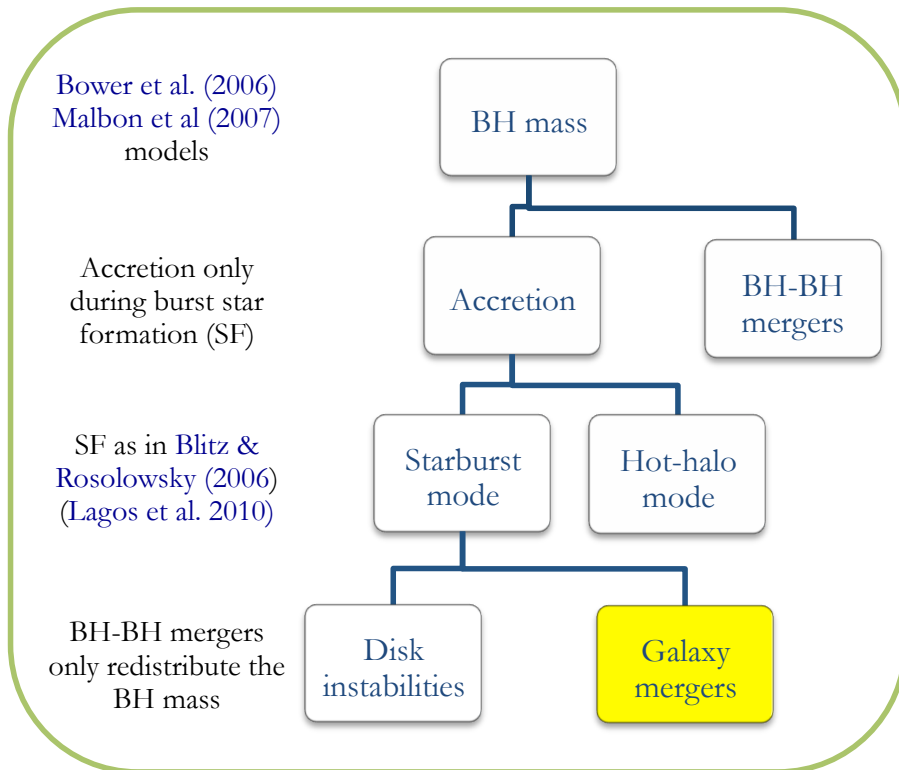 Bower et al. (2006)
Malbon et al (2007)
models
BH mass
Accretion only
during burst star
formation (SF)
Accretion
BH-BH
mergers
SF as in Blitz &
Rosolowsky (2006)
(Lagos et al. 2010)
Starburst
mode
Hot-halo
mode
BH-BH mergers
only redistribute the
BH mass
Disk
instabilities
Galaxy
mergers